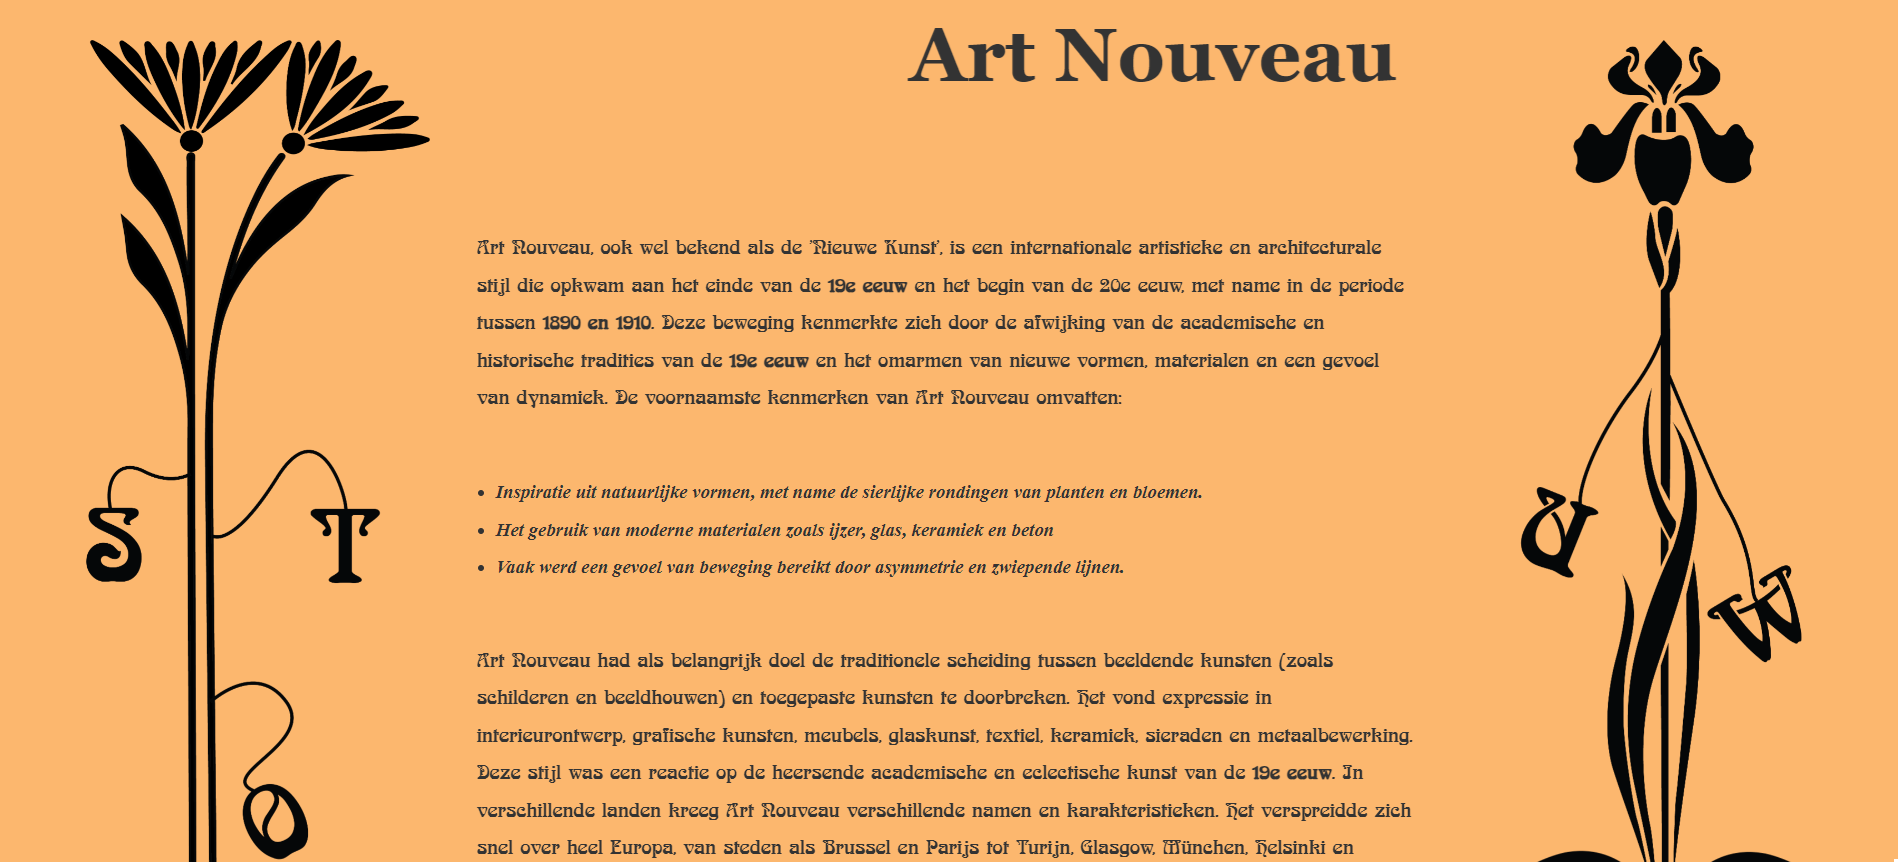 Art Nouveau
Art Nouveau, ook wel bekend als de 'Nieuwe Kunst', is een internationale artistieke en architecturale
stijl die opkwam aan het einde van de 19e eeuw en het begin van de 20e eeuw, met name in de periode
tussen 1890 en 1910. Deze beweging kenmerkte zich door de afwijking van de academische en
historische tradities van de 19e eeuw en het omarmen van nieuwe vormen, materialen en een gevoel
van dynamiek. De voornaamste kenmerken van Art Nouveau omvatten:
• Inspiratie uit natuurlijke vormen, met name de sierlijke rondingen van planten en bloemen.
• Het gebruik van moderne materialen zoals ijzer, glas, keramiek en beton
• Vaak werd een gevoel van beweging bereikt door asymmetrie en zwiepende lijnen.
Art Nouveau had als belangrijk doel de traditionele scheiding tussen beeldende kunsten (zoals
schilderen en beeldhouwen) en toegepaste kunsten te doorbreken. Het vond expressie in
interieurontwerp, grafische kunsten, meubels, glaskunst, textiel, keramiek, sieraden en metaalbewerking.
Deze stijl was een reactie op de heersende academische en eclectische kunst van de 19e eeuw. In
verschillende landen kreeg Art Nouveau verschillende namen en karakteristieken. Het verspreidde zich
snel over heel Europa, van steden als Brussel en Parijs tot Turijn, Glasgow, München, Helsinki en
S
T
O
W